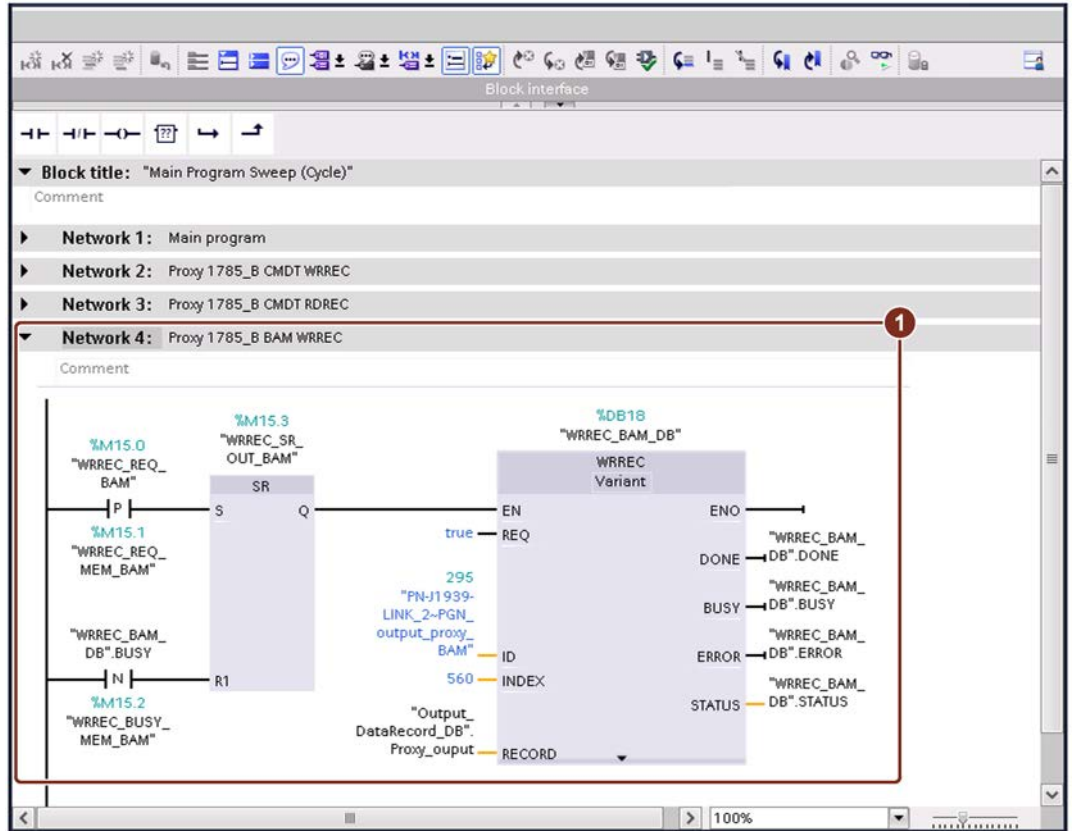 Block interface
Block title: "Main Program Sweep (Cycle)"
Comment
Network 1: Main program
Network 2: Proxy 1785_B CMDT WRREC
Network 3: Proxy 1785_B CMDT RDREC
1
Network 4: Proxy 1785_B BAM WRREC
Comment
%M15.0
"WRREC_REQ_
BAM"
P
%M15.1
"WRREC_REQ_
MEM_BAM"
"WRREC_BAM_
DB".BUSY
N
%M15.2
"WRREC_BUSY_
MEM_BAM"
%M15.3
"WRREC_SR_
OUT_BAM"
SR
S Q
R1
%DB18
"WRREC_BAM_DB"
WRREC
Variant
EN ENO
true REQ
295
"PN-J1939-
LINK_2~PGN_
output_proxy_
BAM" ID
560 INDEX
"Output_
DataRecord_DB".
Proxy_ouput RECORD
"WRREC_BAM_
DONE DB".DONE
"WRREC_BAM_
BUSY DB".BUSY
"WRREC_BAM_
ERROR DB".ERROR
"WRREC_BAM_
STATUS DB".STATUS
100%